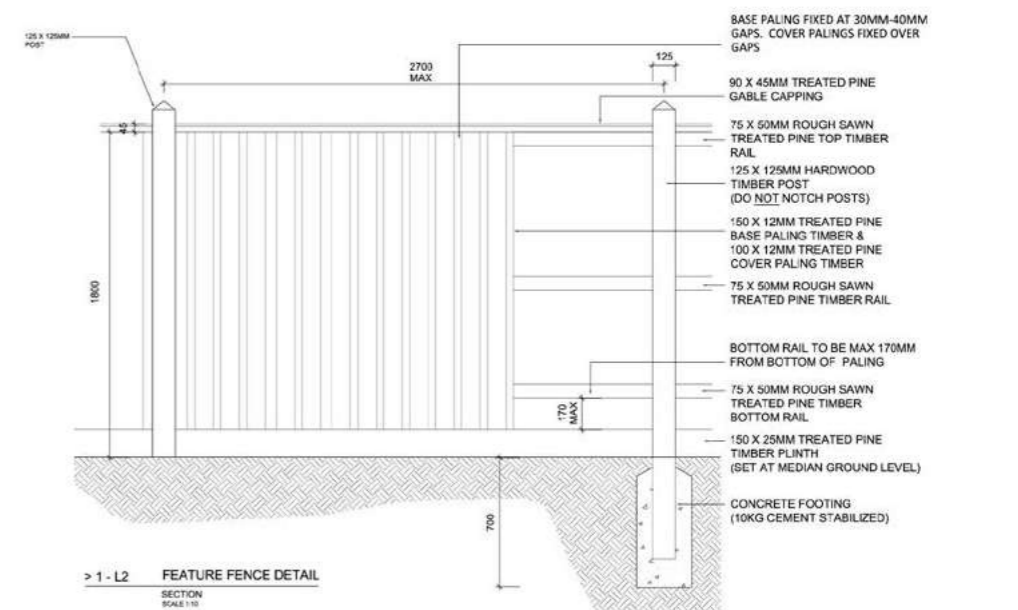 125 X 125MM
POST
2700
MAX
125
45
1800
170
MAX
700
BASE PALING FIXED AT 30MM-40MM
GAPS. COVER PALINGS FIXED OVER
GAPS
90 X 45MM TREATED PINE
GABLE CAPPING
75 X 50MM ROUGH SAWN
TREATED PINE TOP TIMBER
RAIL
125 X 125MM HARDWOOD
TIMBER POST
(DO NOT NOTCH POSTS)
150 X 12MM TREATED PINE
BASE PALING TIMBER &
100 X 12MM TREATED PINE
COVER PALING TIMBER
75 X 50MM ROUGH SAWN
TREATED PINE TIMBER RAIL
BOTTOM RAIL TO BE MAX 170MM
FROM BOTTOM OF PALING
75 X 50MM ROUGH SAWN
TREATED PINE TIMBER
BOTTOM RAIL
150 X 25MM TREATED PINE
TIMBER PLINTH
(SET AT MEDIAN GROUND LEVEL)
CONCRETE FOOTING
(10KG CEMENT STABILIZED)
> 1 - L2 FEATURE FENCE DETAIL
SECTION
SCALE 1:10